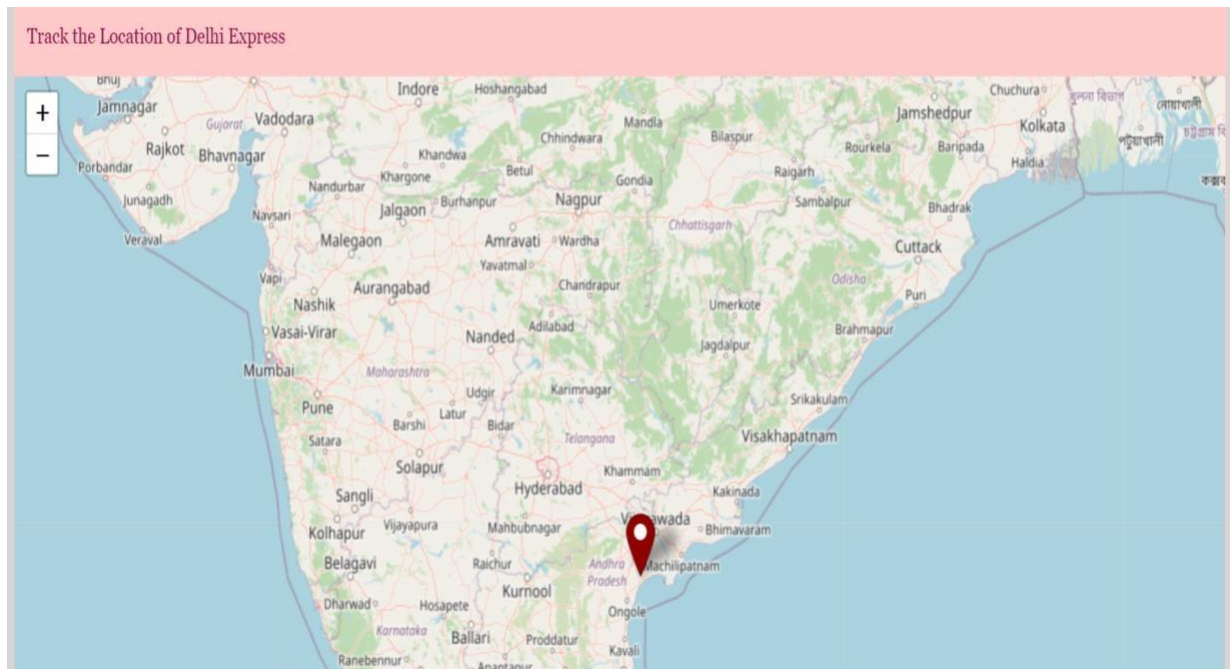 Track the Location of Delhi Express
+
−
Bhuj
Jamnagar
Gujarat
Vadodara
Indore
Hoshangabad
Mandla
Jamshedpur
Chuchura
খুলনা বিভাগ
নোয়াখালী
Rajkot
Bhavnagar
Khandwa
Chhindwara
Bilaspur
Rourkela
Baripada
Kolkata
পটুয়াখালী
Porbandar
Khargone
Betul
Gondia
Raigarh
Haldia
Junagadh
Nandurbar
Burhanpur
Nagpur
Sambalpur
Bhadrak
Navsari
Jalgaon
Veraval
Malegaon
Amravati
Wardha
Chhattisgarh
Cuttack
Yavatmal
Vapi
Aurangabad
Chandrapur
Odisha
Nashik
Umerkote
Puri
Vasai-Virar
Nanded
Adilabad
Jagdalpur
Brahmapur
Mumbai
Maharashtra
Udgir
Karimnagar
Pune
Latur
Srikakulam
Satara
Barshi
Bidar
Telangana
Visakhapatnam
Solapur
Khammam
Sangli
Hyderabad
Kakinada
Kolhapur
Vijayapura
Mahbubnagar
Bhimavaram
Belagavi
Raichur
Andhra
Pradesh
Machilipatnam
Kurnool
Dharwad
Hosapete
Ongole
Karnataka
Ballari
Proddatur
Kavali
Ranebennur